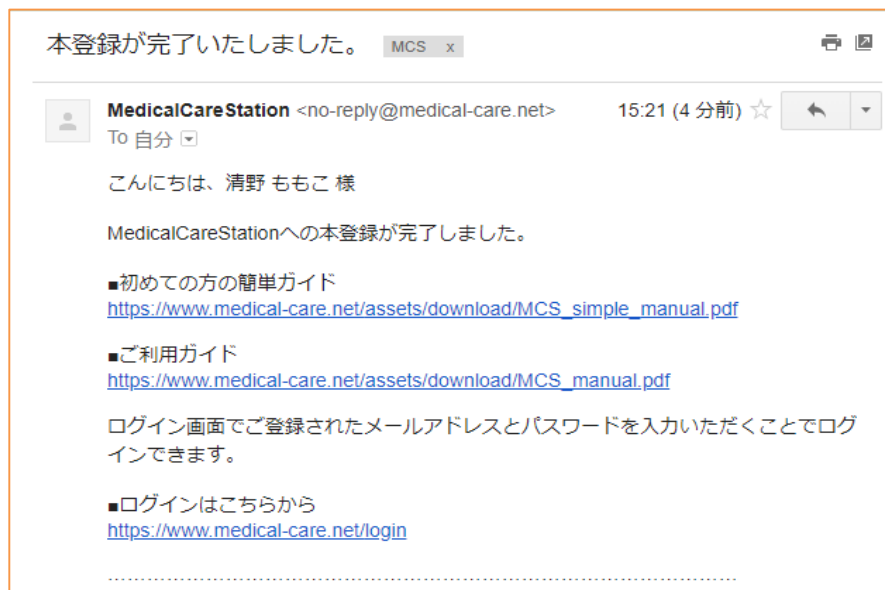 本登録が完了いたしました。 MCS x
MedicalCareStation <no-reply@medical-care.net> 15:21 (4 分前)
To 自分
こんにちは、清野 ももこ 様
MedicalCareStationへの本登録が完了しました。
■初めての方の簡単ガイド
https://www.medical-care.net/assets/download/MCS_simple_manual.pdf
■ご利用ガイド
https://www.medical-care.net/assets/download/MCS_manual.pdf
ログイン画面でご登録されたメールアドレスとパスワードを入力いただくことでログ
インできます。
■ログインはこちらから
https://www.medical-care.net/login